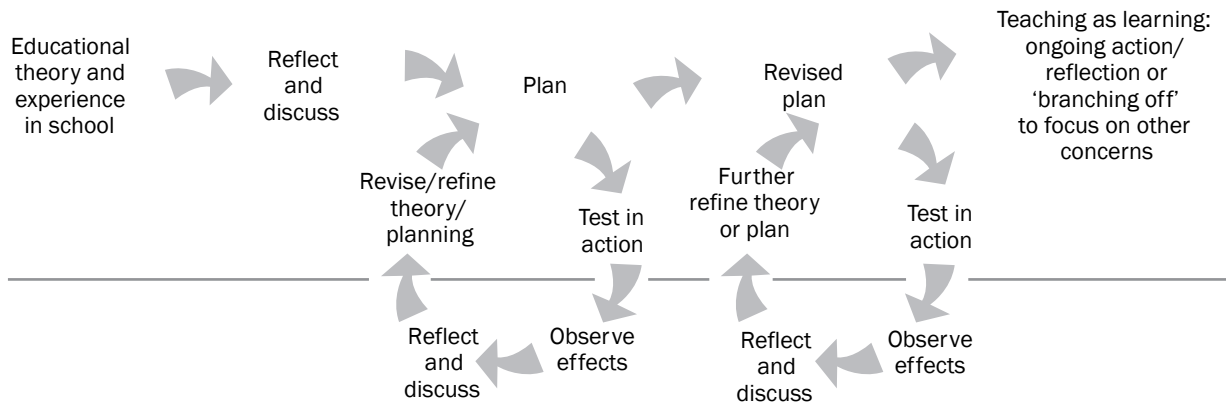 Educational
theory and
experience
in school
Reflect
and
discuss
Plan
Revised
plan
Teaching as learning:
ongoing action/
reflection or
‘branching off’
to focus on other
concerns
Revise/refine
theory/
planning
Test in
action
Further
refine theory
or plan
Test in
action
Reflect
and
discuss
Observe
effects
Reflect
and
discuss
Observe
effects